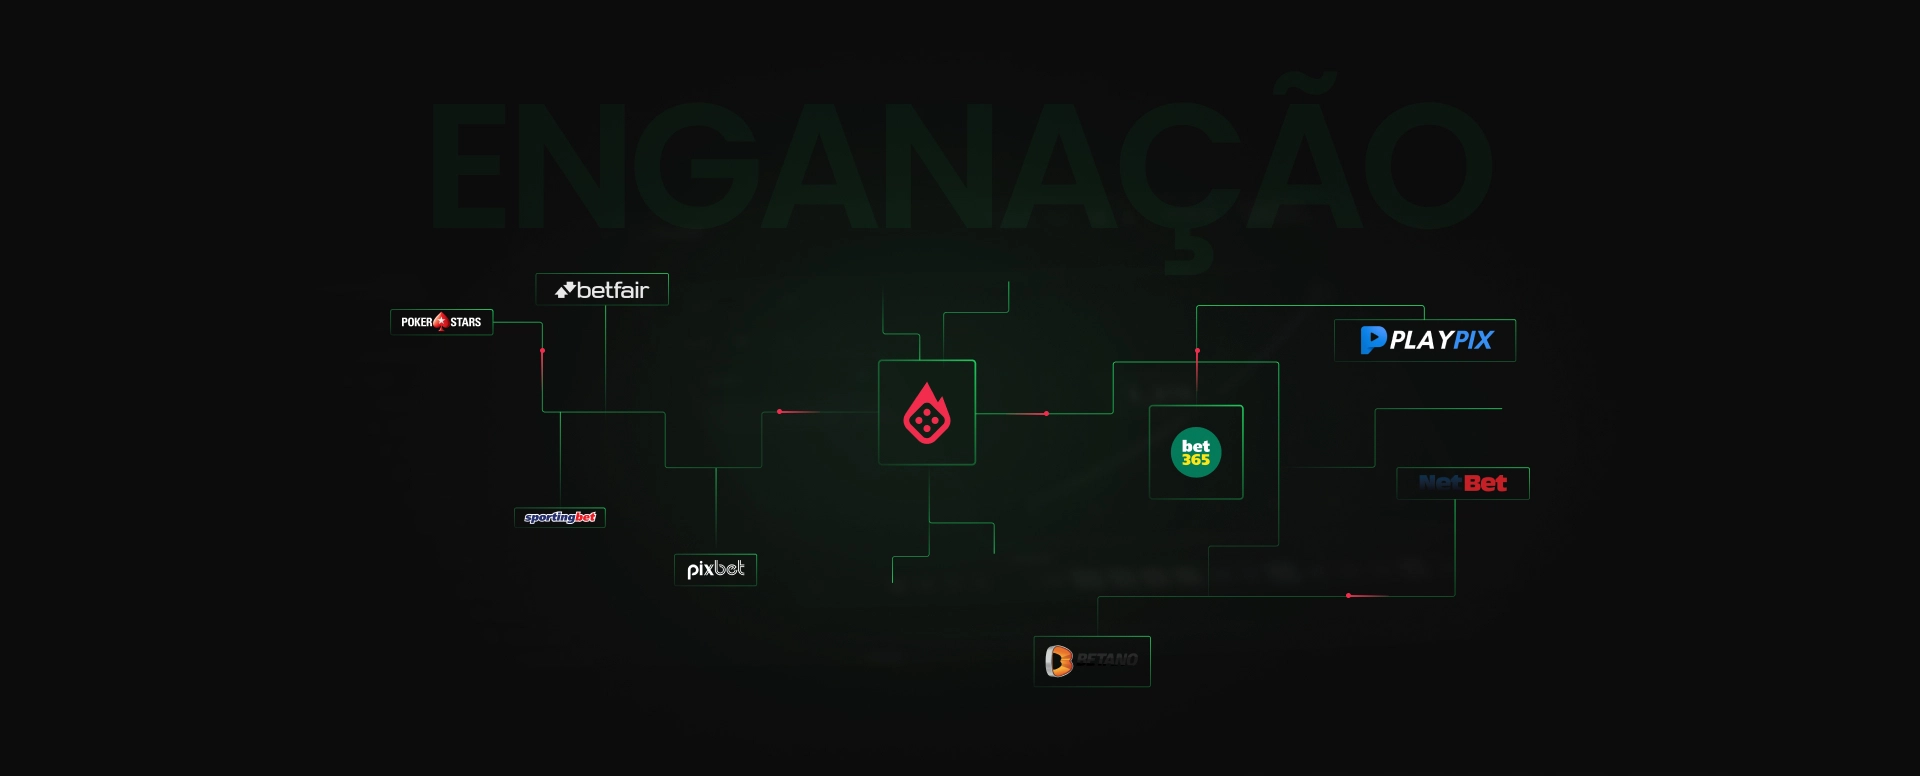 ENGANAÇÃO
betfair
POKER STARS
PLAYPIX
bet
365
NetBet
sportingbet
pixbet
BETANO